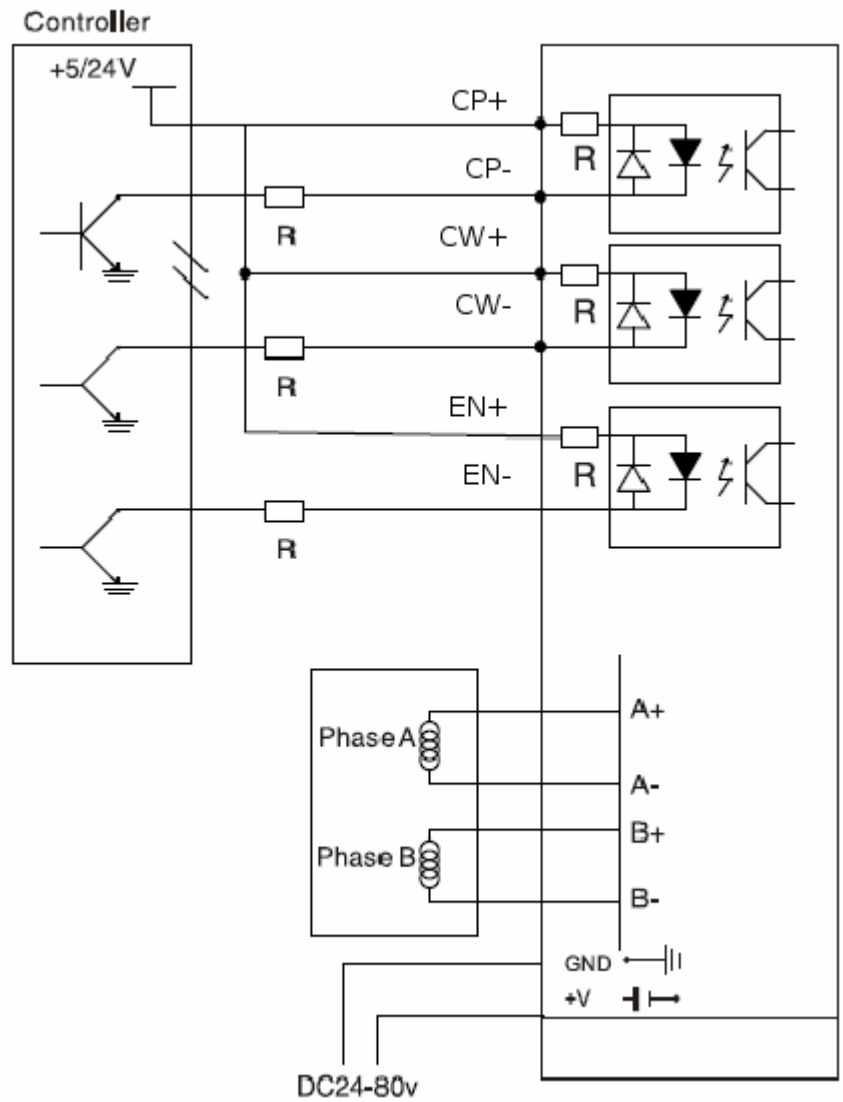 Controller
+5/24V
CP+
R
CP-
R
CW+
R
CW-
R
EN+
R
EN-
R
Phase A
A+
A-
Phase B
B+
B-
GND
+V
DC24-80v